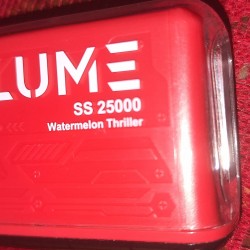 LUME
SS 25000
Watermelon Thriller